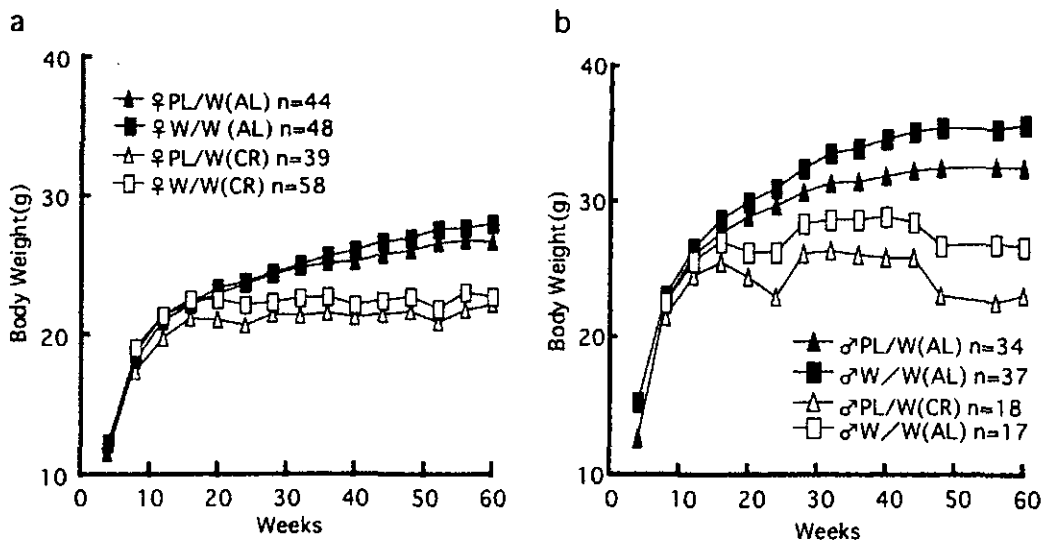 a
40
30
20
10
Body Weight(g)
♀PL/W(AL) n=44
♀W/W (AL) n=48
♀PL/W(CR) n=39
♀W/W(CR) n=58
0 10 20 30 40 50 60
Weeks
b
40
30
20
10
Body Weight(g)
♂PL/W(AL) n=34
♂W/W(AL) n=37
♂PL/W(CR) n=18
♂W/W(AL) n=17
0 10 20 30 40 50 60
Weeks